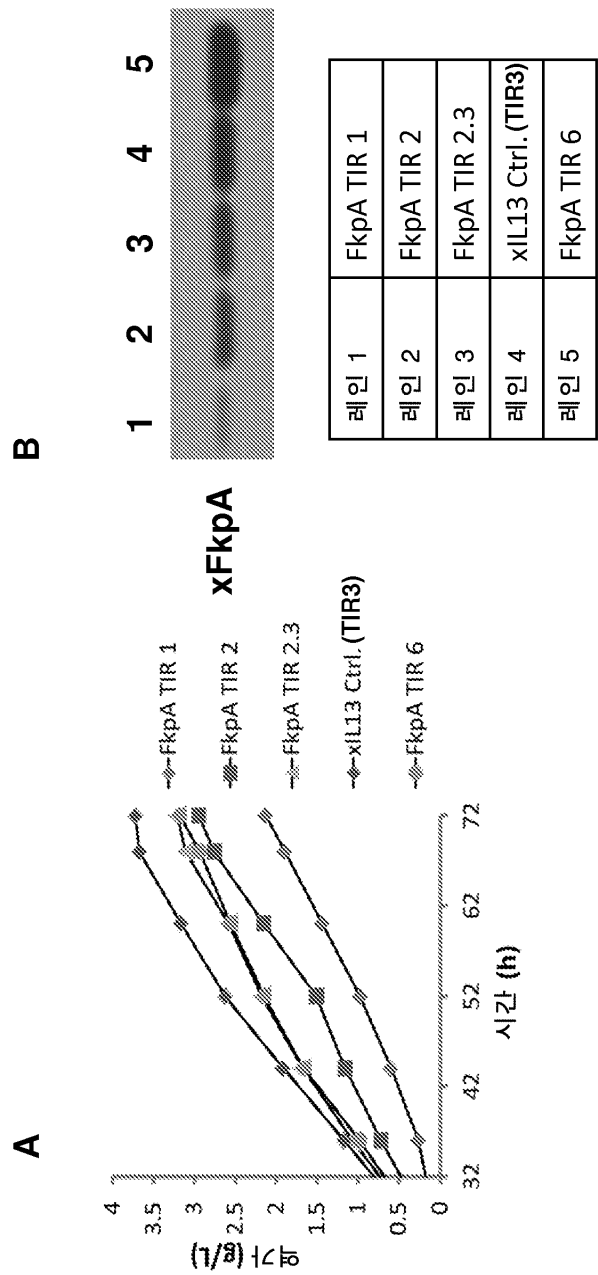 A
역가 (g/L)
4
3.5
3
2.5
2
1.5
1
0.5
0
32
42
52
62
72
시간 (h)
FkpA TIR 1
FkpA TIR 2
FkpA TIR 2.3
xIL13 Ctrl. (TIR3)
FkpA TIR 6
B
1 2 3 4 5
xFkpA
레인 1 FkpA TIR 1
레인 2 FkpA TIR 2
레인 3 FkpA TIR 2.3
레인 4 xIL13 Ctrl. (TIR3)
레인 5 FkpA TIR 6